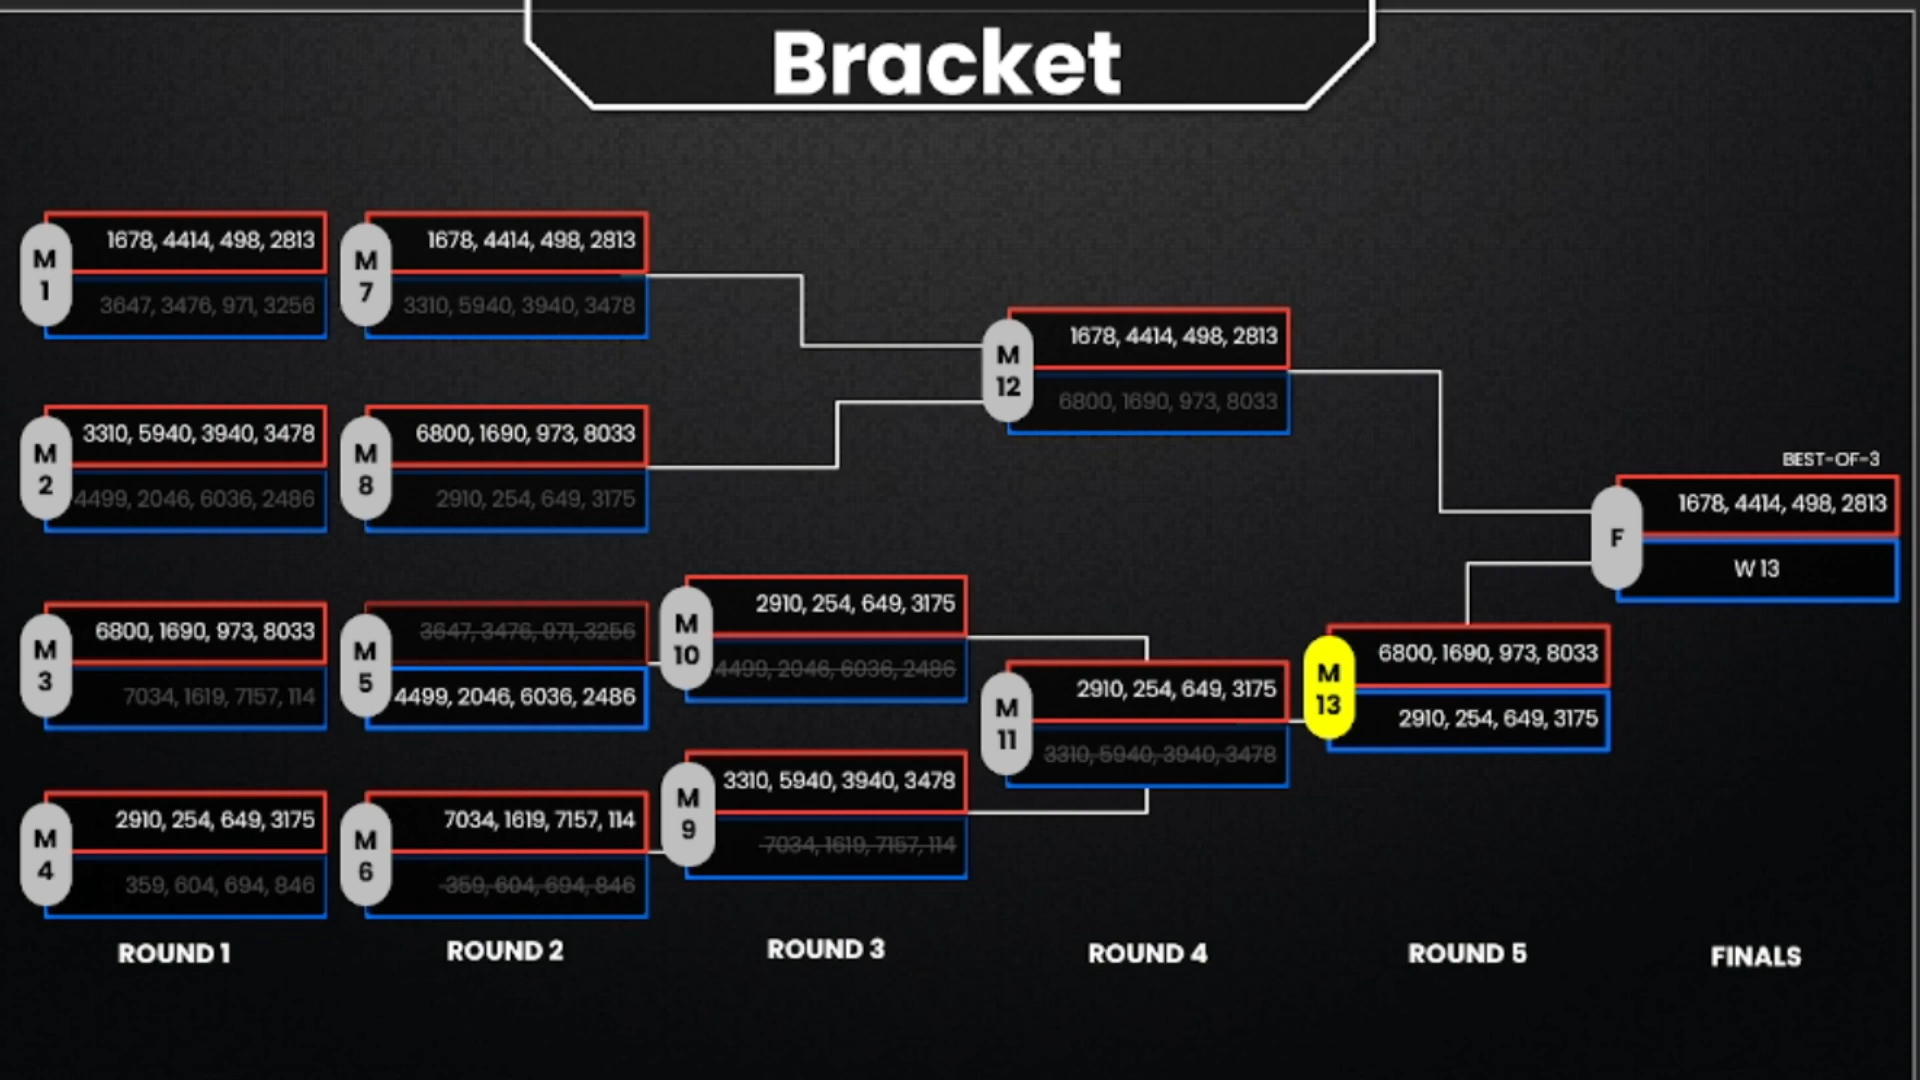 Bracket
M
1
1678, 4414, 498, 2813
3647, 3476, 971, 3256
M
2
3310, 5940, 3940, 3478
4499, 2046, 6036, 2486
M
3
6800, 1690, 973, 8033
7034, 1619, 7157, 114
M
4
2910, 254, 649, 3175
359, 604, 694, 846
ROUND 1
M
7
1678, 4414, 498, 2813
3310, 5940, 3940, 3478
M
8
6800, 1690, 973, 8033
2910, 254, 649, 3175
M
5
3647, 3476, 971, 3256
4499, 2046, 6036, 2486
M
6
7034, 1619, 7157, 114
359, 604, 694, 846
ROUND 2
M
10
2910, 254, 649, 3175
4499, 2046, 6036, 2486
M
9
3310, 5940, 3940, 3478
7034, 1619, 7157, 114
ROUND 3
M
12
1678, 4414, 498, 2813
6800, 1690, 973, 8033
M
11
2910, 254, 649, 3175
3310, 5940, 3940, 3478
ROUND 4
M
13
6800, 1690, 973, 8033
2910, 254, 649, 3175
ROUND 5
BEST-OF-3
F
1678, 4414, 498, 2813
W 13
FINALS